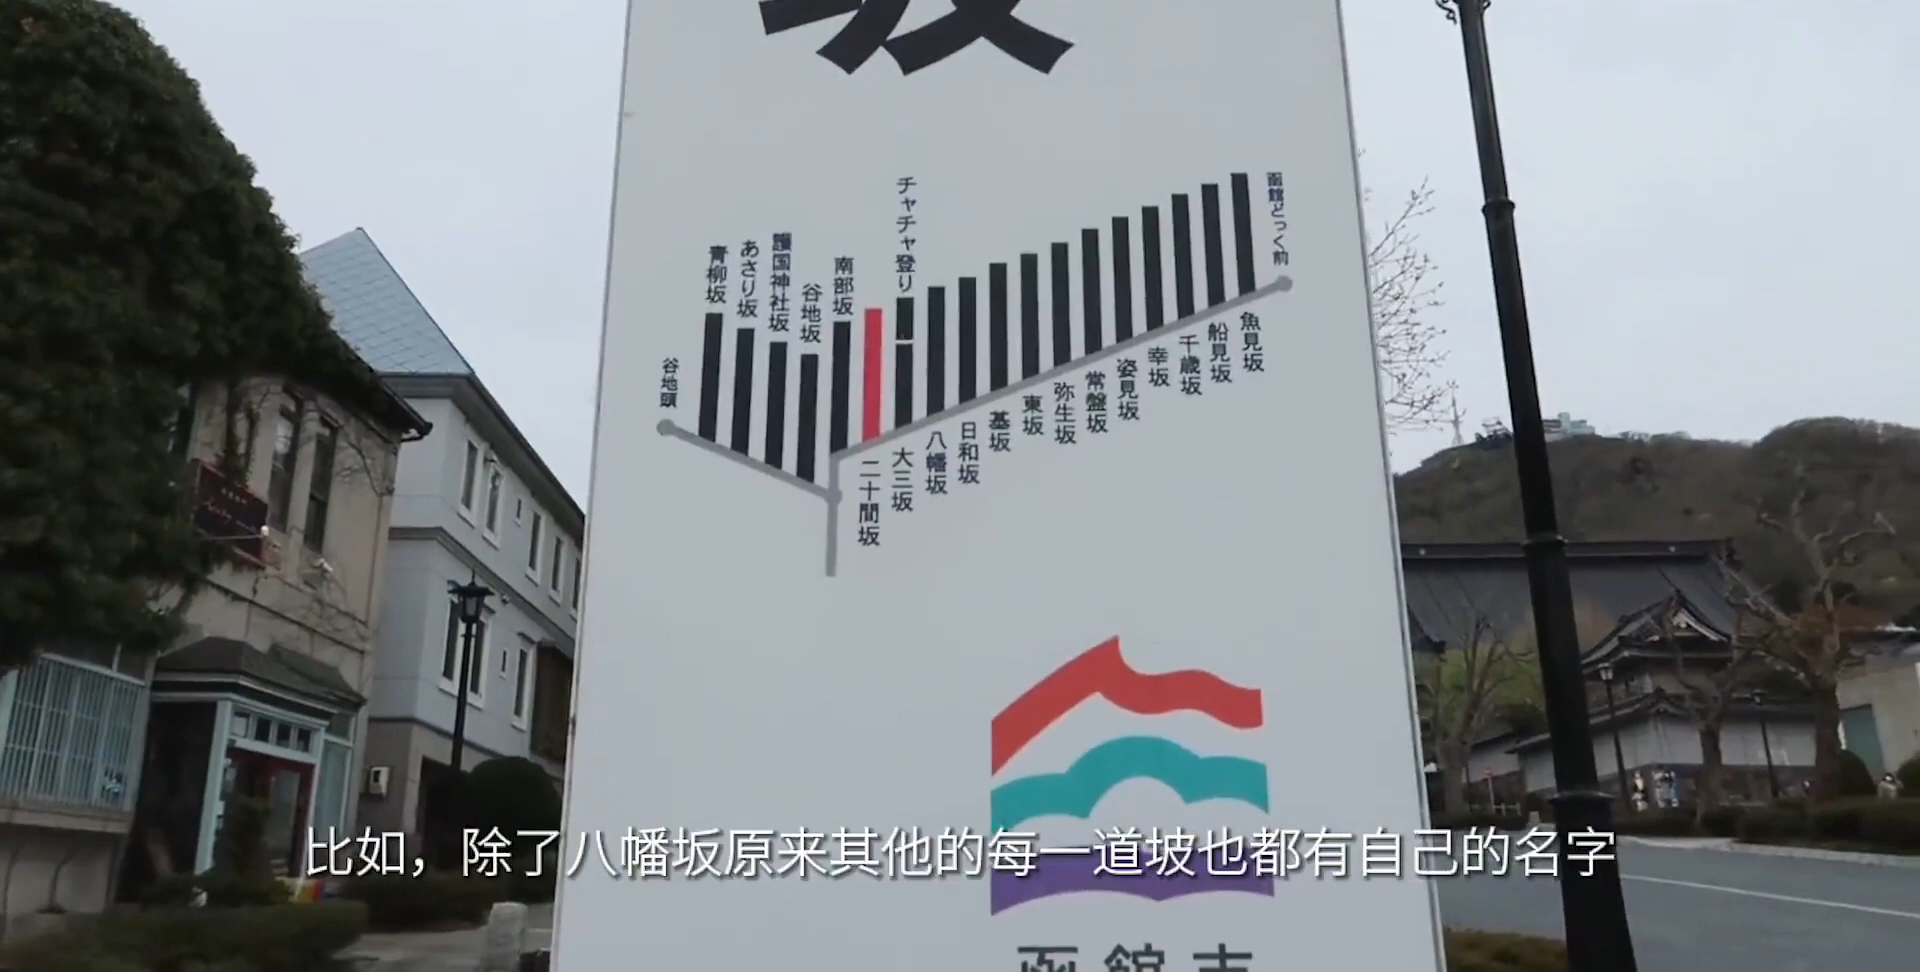 坂
チャチャ登り
函館どっく前
青柳坂
あさり坂
護国神社坂
谷地坂
南部坂
谷地頭
二十間坂
大三坂
八幡坂
日和坂
基坂
東坂
弥生坂
常盤坂
姿見坂
幸坂
千歳坂
船見坂
魚見坂
比如，除了八幡坂原来其他的每一道坡也都有自己的名字
函館市